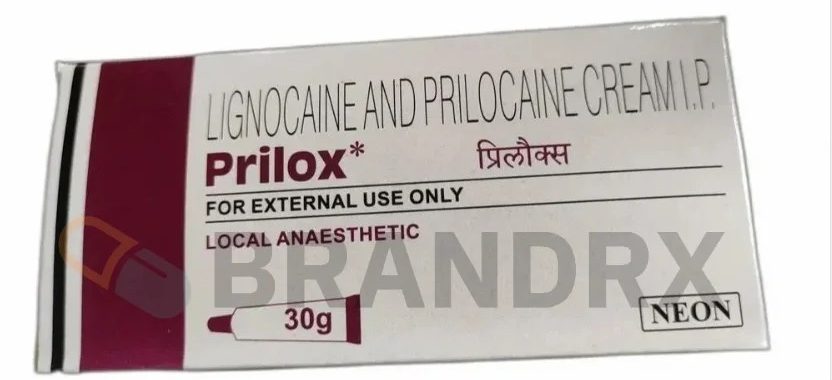 LIGNOCAINE AND PRILOCAINE CREAM I.P.
Prilox* प्रिलौक्स
FOR EXTERNAL USE ONLY
LOCAL ANAESTHETIC
BRANDRX
30g
NEON